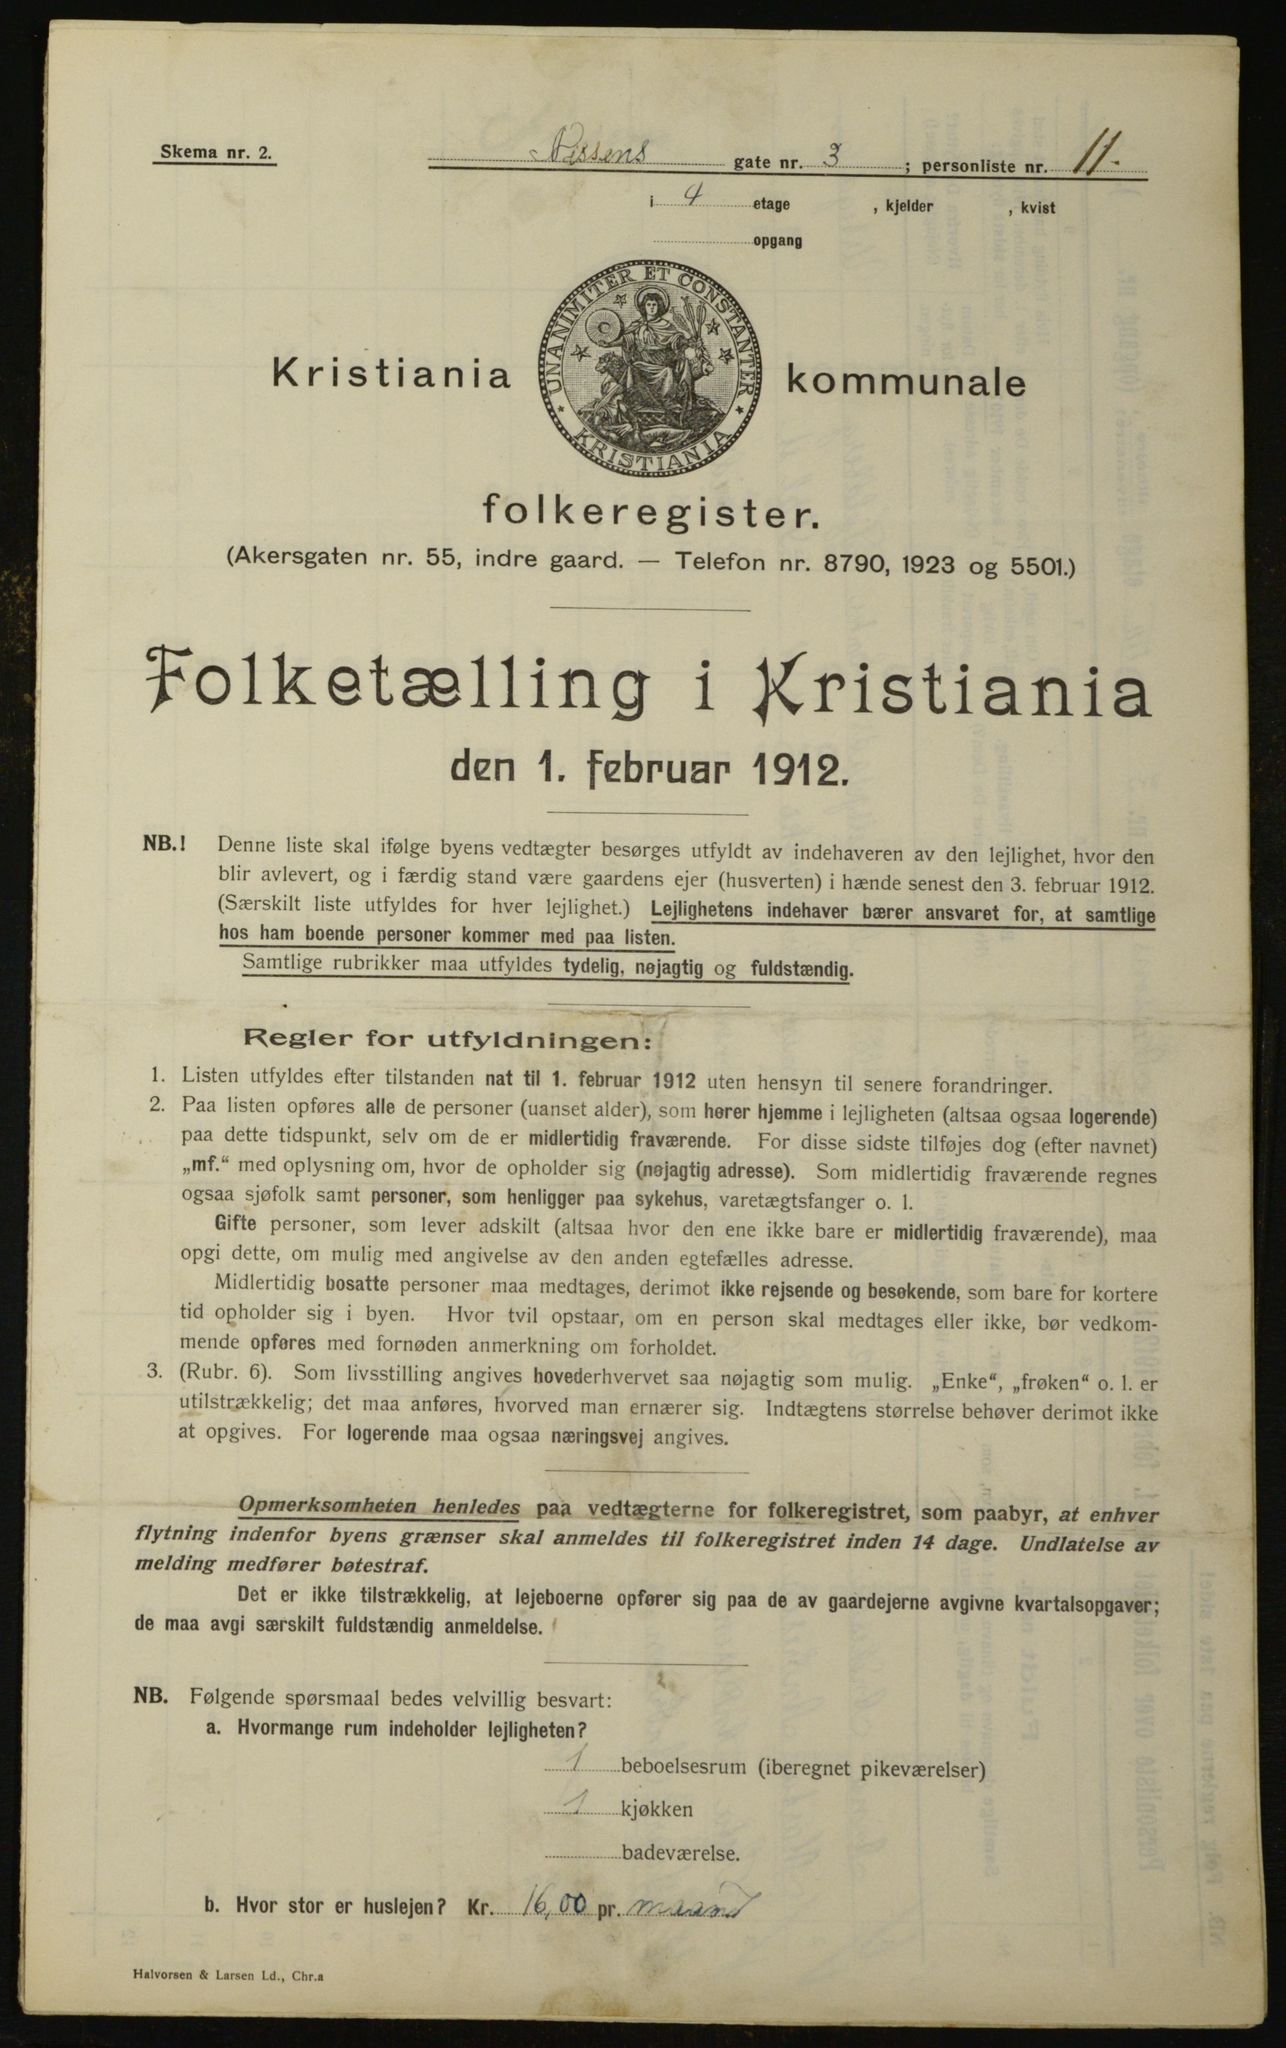 Skema nr. 2.
Nissens gate nr. 3 ; personliste nr. 11.
i 4 etage , kjelder , kvist
opgang
UNANIMITER ET CONSTANTER
KRISTIANIA
Kristiania kommunale
folkeregister.
(Akersgaten nr. 55, indre gaard. — Telefon nr. 8790, 1923 og 5501.)
Folketælling i Kristiania
den 1. februar 1912.
NB.! Denne liste skal ifølge byens vedtægter besørges utfyldt av indehaveren av den lejlighet, hvor den
blir avlevert, og i færdig stand være gaardens ejer (husverten) i hænde senest den 3. februar 1912.
(Særskilt liste utfyldes for hver lejlighet.) Lejlighetens indehaver bærer ansvaret for, at samtlige
hos ham boende personer kommer med paa listen.
Samtlige rubrikker maa utfyldes tydelig, nøjagtig og fuldstændig.
Regler for utfyldningen:
1. Listen utfyldes efter tilstanden nat til 1. februar 1912 uten hensyn til senere forandringer.
2. Paa listen opføres alle de personer (uanset alder), som hører hjemme i lejligheten (altsaa ogsaa logerende)
paa dette tidspunkt, selv om de er midlertidig fraværende. For disse sidste tilføjes dog (efter navnet)
„mf.“ med oplysning om, hvor de opholder sig (nøjagtig adresse). Som midlertidig fraværende regnes
ogsaa sjøfolk samt personer, som henligger paa sykehus, varetægtsfanger o. l.
Gifte personer, som lever adskilt (altsaa hvor den ene ikke bare er midlertidig fraværende), maa
opgi dette, om mulig med angivelse av den anden egtefælles adresse.
Midlertidig bosatte personer maa medtages, derimot ikke rejsende og besøkende, som bare for kortere
tid opholder sig i byen. Hvor tvil opstaar, om en person skal medtages eller ikke, bør vedkom-
mende opføres med fornøden anmerkning om forholdet.
3. (Rubr. 6). Som livsstilling angives hovederhvervet saa nøjagtig som mulig. „Enke“, „frøken“ o. l. er
utilstrækkelig; det maa anføres, hvorved man ernærer sig. Indtægtens størrelse behøver derimot ikke
at opgives. For logerende maa ogsaa næringsvej angives.
Opmerksomheten henledes paa vedtægterne for folkeregistret, som paabyr, at enhver
flytning indenfor byens grænser skal anmeldes til folkeregistret inden 14 dage. Undlatelse av
melding medfører bøtestraf.
Det er ikke tilstrækkelig, at lejeboerne opfører sig paa de av gaardejerne avgivne kvartalsopgaver;
de maa avgi særskilt fuldstændig anmeldelse.
NB. Følgende spørsmaal bedes velvillig besvart:
a. Hvormange rum indeholder lejligheten?
1 beboelsesrum (iberegnet pikeværelser)
1 kjøkken
badeværelse.
b. Hvor stor er huslejen? Kr. 16,00 pr. maaned
Halvorsen & Larsen Ld., Chr.a